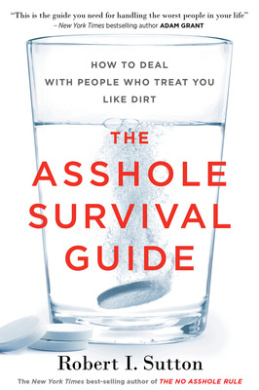 "This is the guide you need for handling the worst people in your life"
– New York Times bestselling author ADAM GRANT
HOW TO DEAL
WITH PEOPLE WHO TREAT YOU
LIKE DIRT
THE
ASSHOLE
SURVIVAL
GUIDE
Robert I. Sutton
The New York Times best-selling author of THE NO ASSHOLE RULE